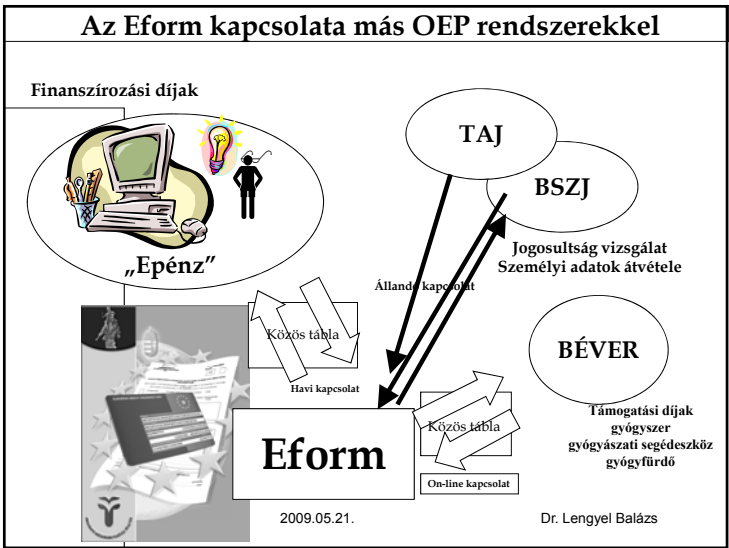 Az Eform kapcsolata más OEP rendszerekkel
Finanszírozási díjak
TAJ
BSZJ
„Epénz”
Jogosultság vizsgálat
Személyi adatok átvétele
Állandó kapcsolat
Közös tábla
BÉVER
Havi kapcsolat
Támogatási díjak
gyógyszer
gyógyászati segédeszköz
gyógyfürdő
Eform
Közös tábla
On-line kapcsolat
2009.05.21.
Dr. Lengyel Balázs